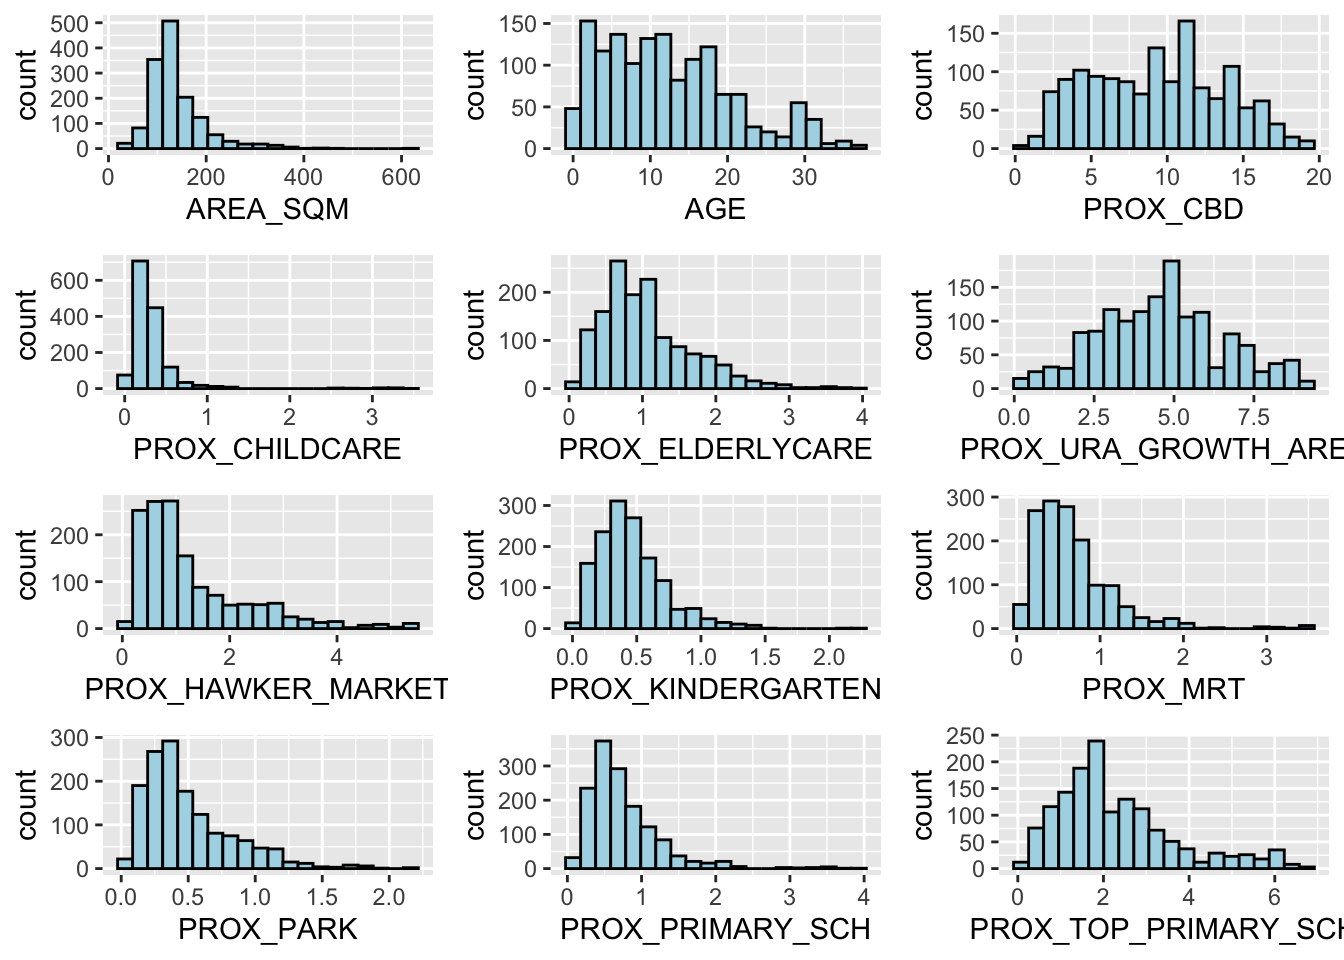 count
500
400
300
200
100
0
0 200 400 600
AREA_SQM
count
150
100
50
0
0 10 20 30
AGE
count
150
100
50
0
0 5 10 15 20
PROX_CBD
count
600
400
200
0
0 1 2 3
PROX_CHILDCARE
count
200
100
0
0 1 2 3 4
PROX_ELDERLYCARE
count
150
100
50
0
0.0 2.5 5.0 7.5
PROX_URA_GROWTH_ARE
count
200
100
0
0 2 4
PROX_HAWKER_MARKET
count
300
200
100
0
0.0 0.5 1.0 1.5 2.0
PROX_KINDERGARTEN
count
300
200
100
0
0 1 2 3
PROX_MRT
count
300
200
100
0
0.0 0.5 1.0 1.5 2.0
PROX_PARK
count
300
200
100
0
0 1 2 3 4
PROX_PRIMARY_SCH
count
250
200
150
100
50
0
0 2 4 6
PROX_TOP_PRIMARY_SCH